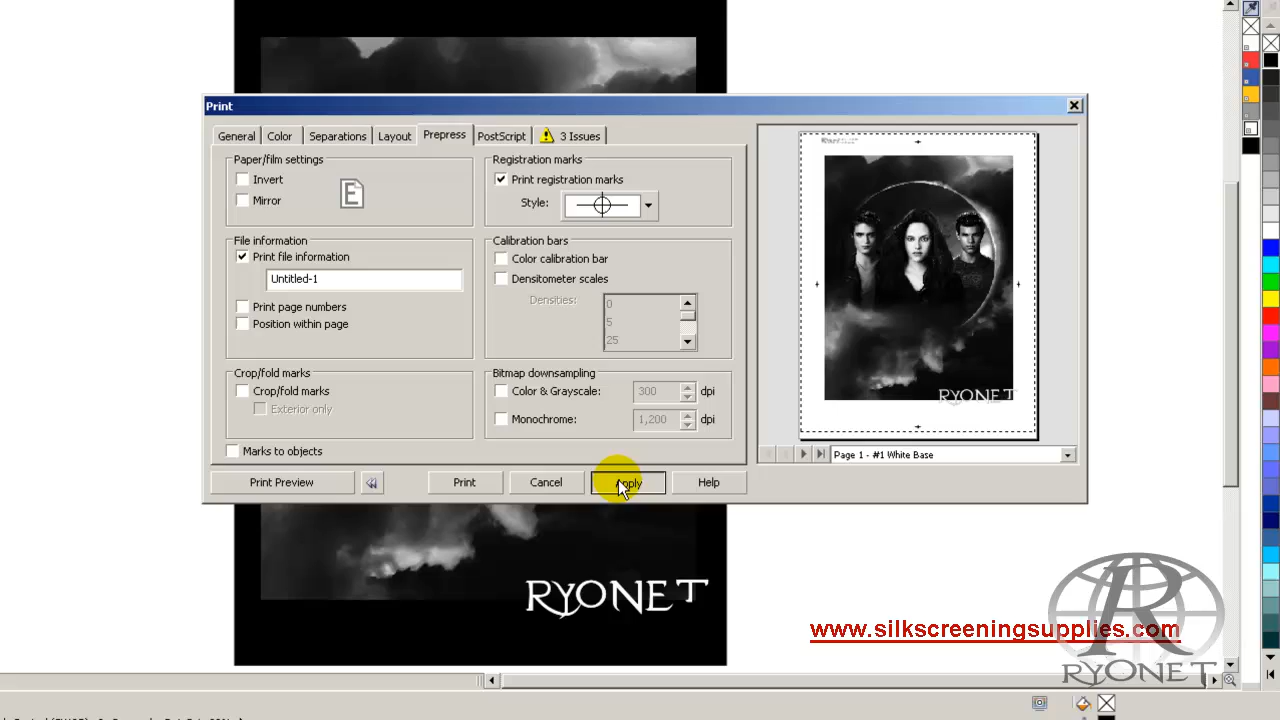 Print
General
Color
Separations
Layout
Prepress
PostScript
3 Issues
Paper/film settings
Invert
Mirror
E
Registration marks
Print registration marks
Style:
File information
Print file information
Untitled-1
Print page numbers
Position within page
Calibration bars
Color calibration bar
Densitometer scales
Densities:
0
5
25
Crop/fold marks
Crop/fold marks
Exterior only
Bitmap downsampling
Color & Grayscale: 300 dpi
Monochrome: 1,200 dpi
Marks to objects
RYONET
Page 1 - #1 White Base
Print Preview
Print
Cancel
Apply
Help
RYONET
www.silkscreeningsupplies.com
R
RYONET